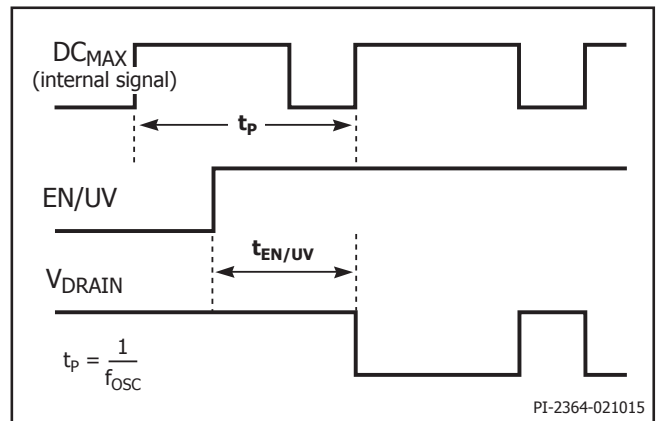 DCMAX
(internal signal)
tP
EN/UV
tEN/UV
VDRAIN
tP = 1/fOSC
PI-2364-021015